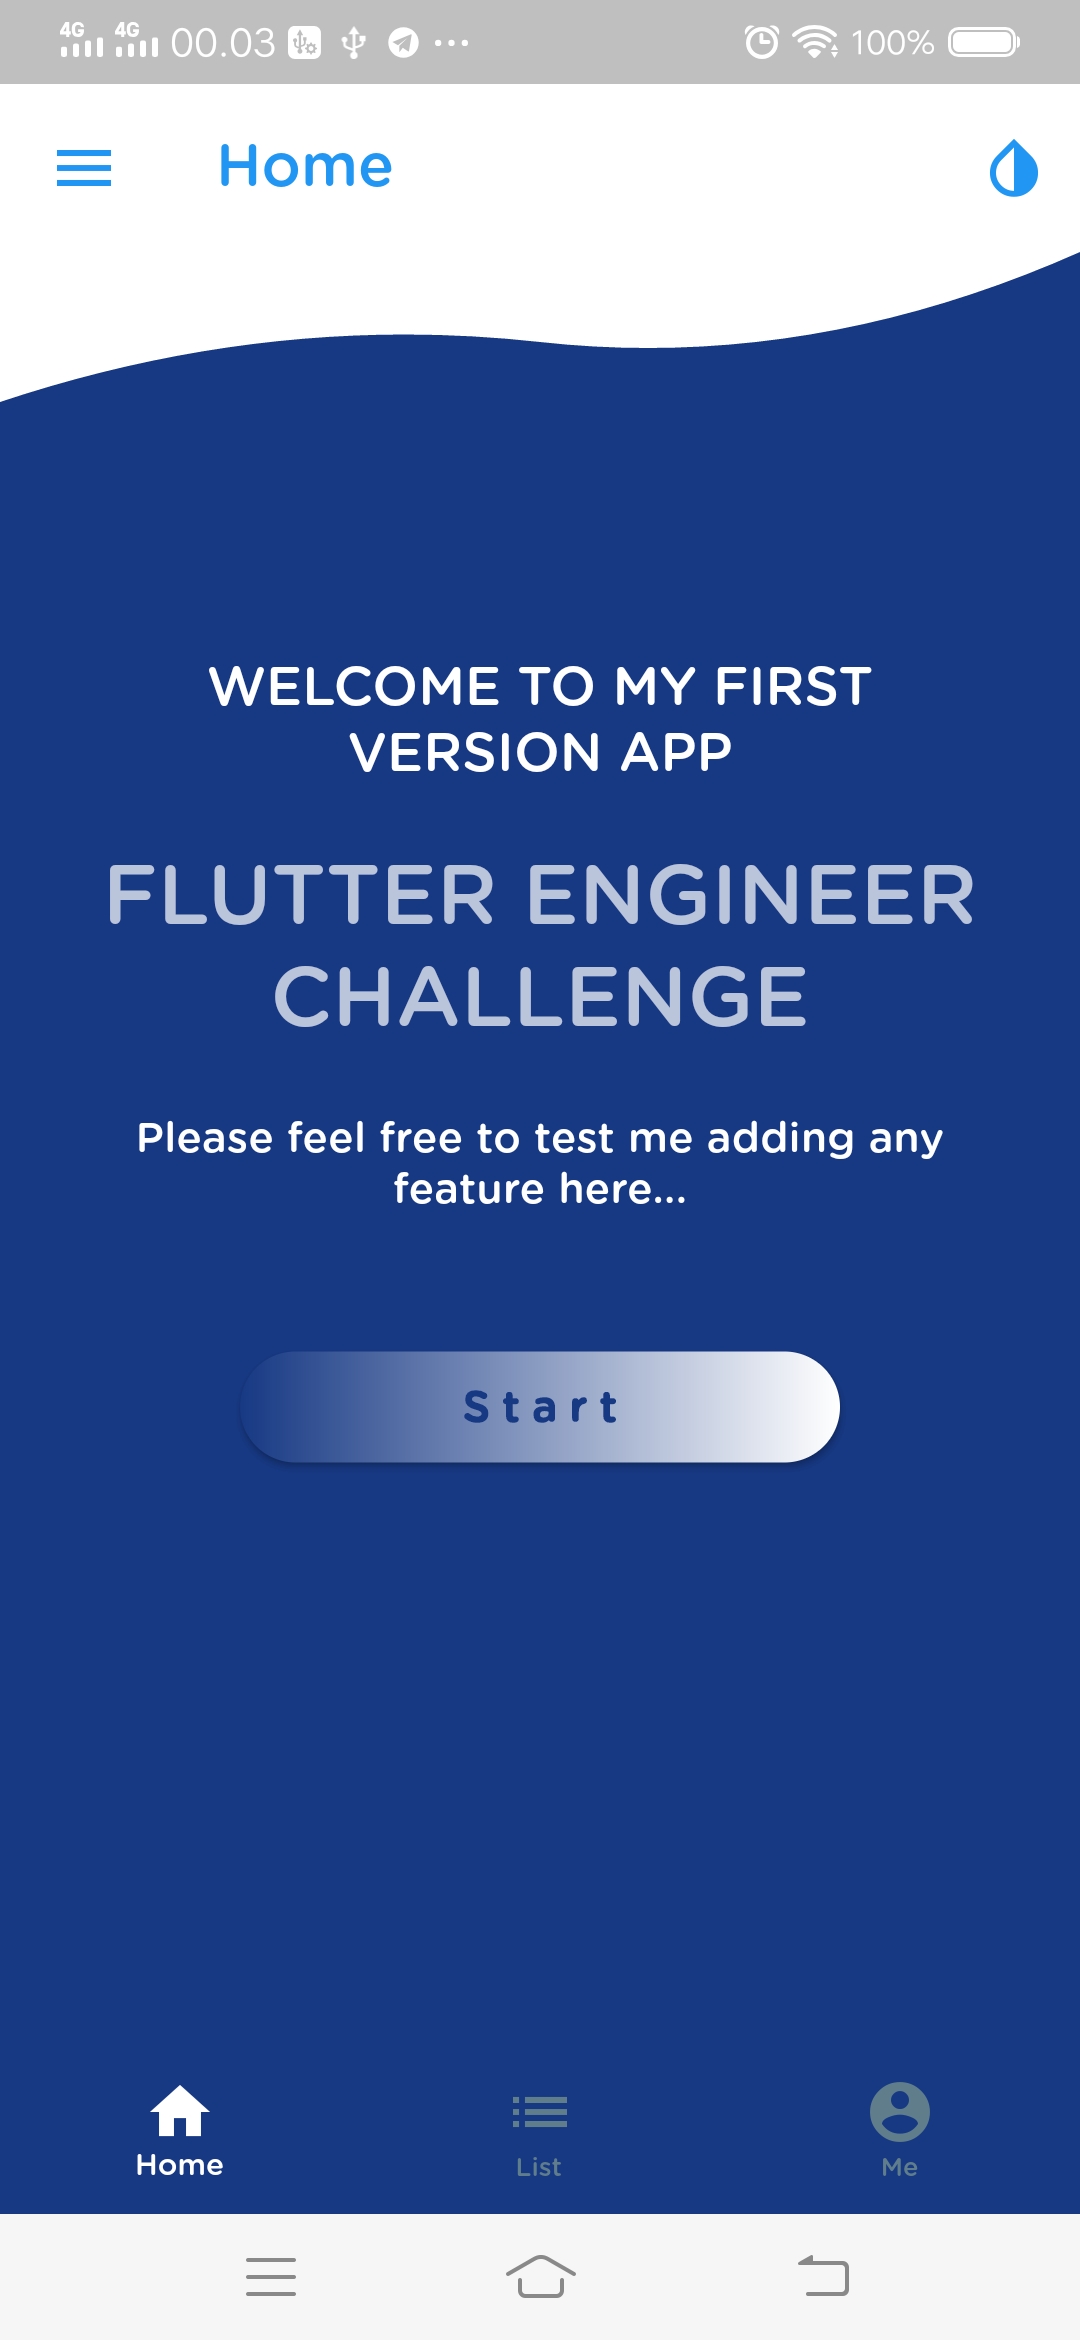 4G 4G 00.03 100%
Home
WELCOME TO MY FIRST
VERSION APP
FLUTTER ENGINEER
CHALLENGE
Please feel free to test me adding any
feature here...
Start
Home List Me